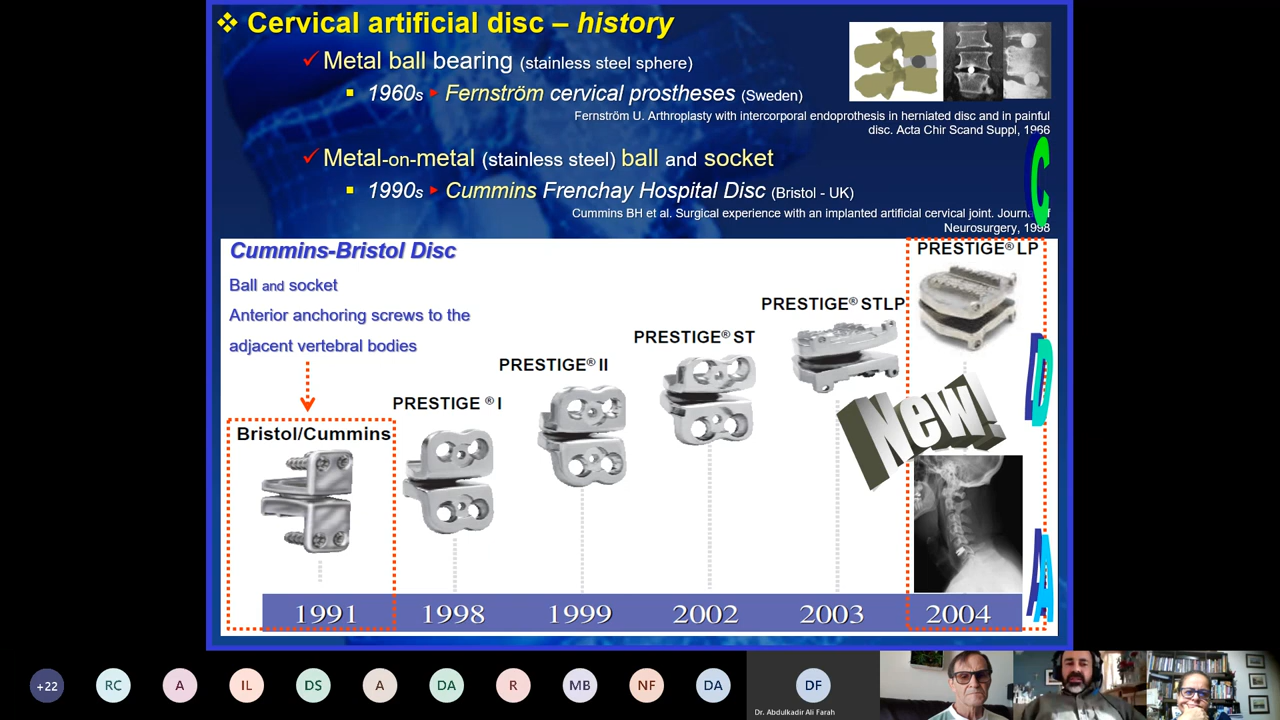 ❖ Cervical artificial disc – history
✓ Metal ball bearing (stainless steel sphere)
▪ 1960s ► Fernström cervical prostheses (Sweden)
Fernström U. Arthroplasty with intercorporal endoprothesis in herniated disc and in painful
disc. Acta Chir Scand Suppl, 1966
✓ Metal-on-metal (stainless steel) ball and socket
▪ 1990s ► Cummins Frenchay Hospital Disc (Bristol - UK)
Cummins BH et al. Surgical experience with an implanted artificial cervical joint. Journal of
Neurosurgery, 1998
C
D
A
Cummins-Bristol Disc
Ball and socket
Anterior anchoring screws to the
adjacent vertebral bodies
Bristol/Cummins
PRESTIGE ® I
PRESTIGE® II
PRESTIGE® ST
PRESTIGE® STLP
PRESTIGE® LP
New!
1991 1998 1999 2002 2003 2004
+22 RC A IL DS A DA R MB NF DA DF
Dr. Abdulkadir Ali Farah